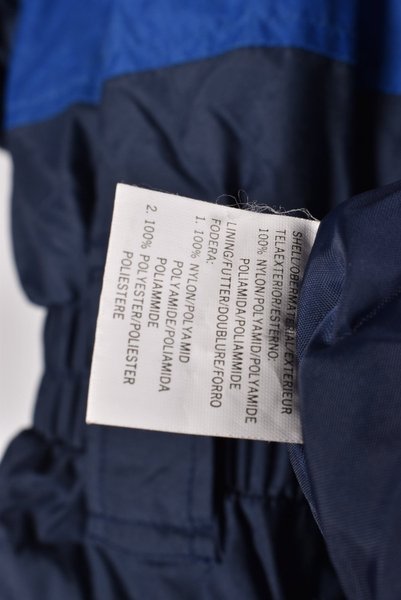 SHELL/OBERMATERIAL/EXTERIEUR
TELA EXTERIOR/ESTERNO:
100% NYLON/POLYAMID/POLYAMIDE
POLIAMIDA/POLIAMMIDE
LINING/FUTTER/DOUBLURE/FORRO
FODERA:
1. 100% NYLON/POLYAMID
POLYAMIDE/POLIAMIDA
POLIAMMIDE
2. 100% POLYESTER/POLIESTER
POLIESTERE